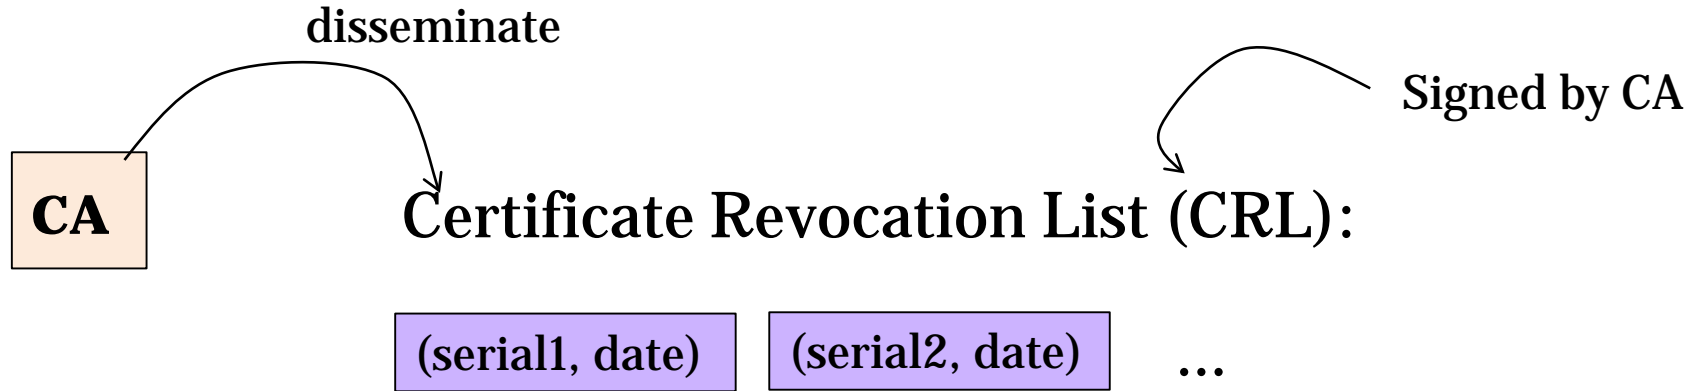 disseminate
Signed by CA
CA
Certificate Revocation List (CRL):
(serial1, date)
(serial2, date)
...